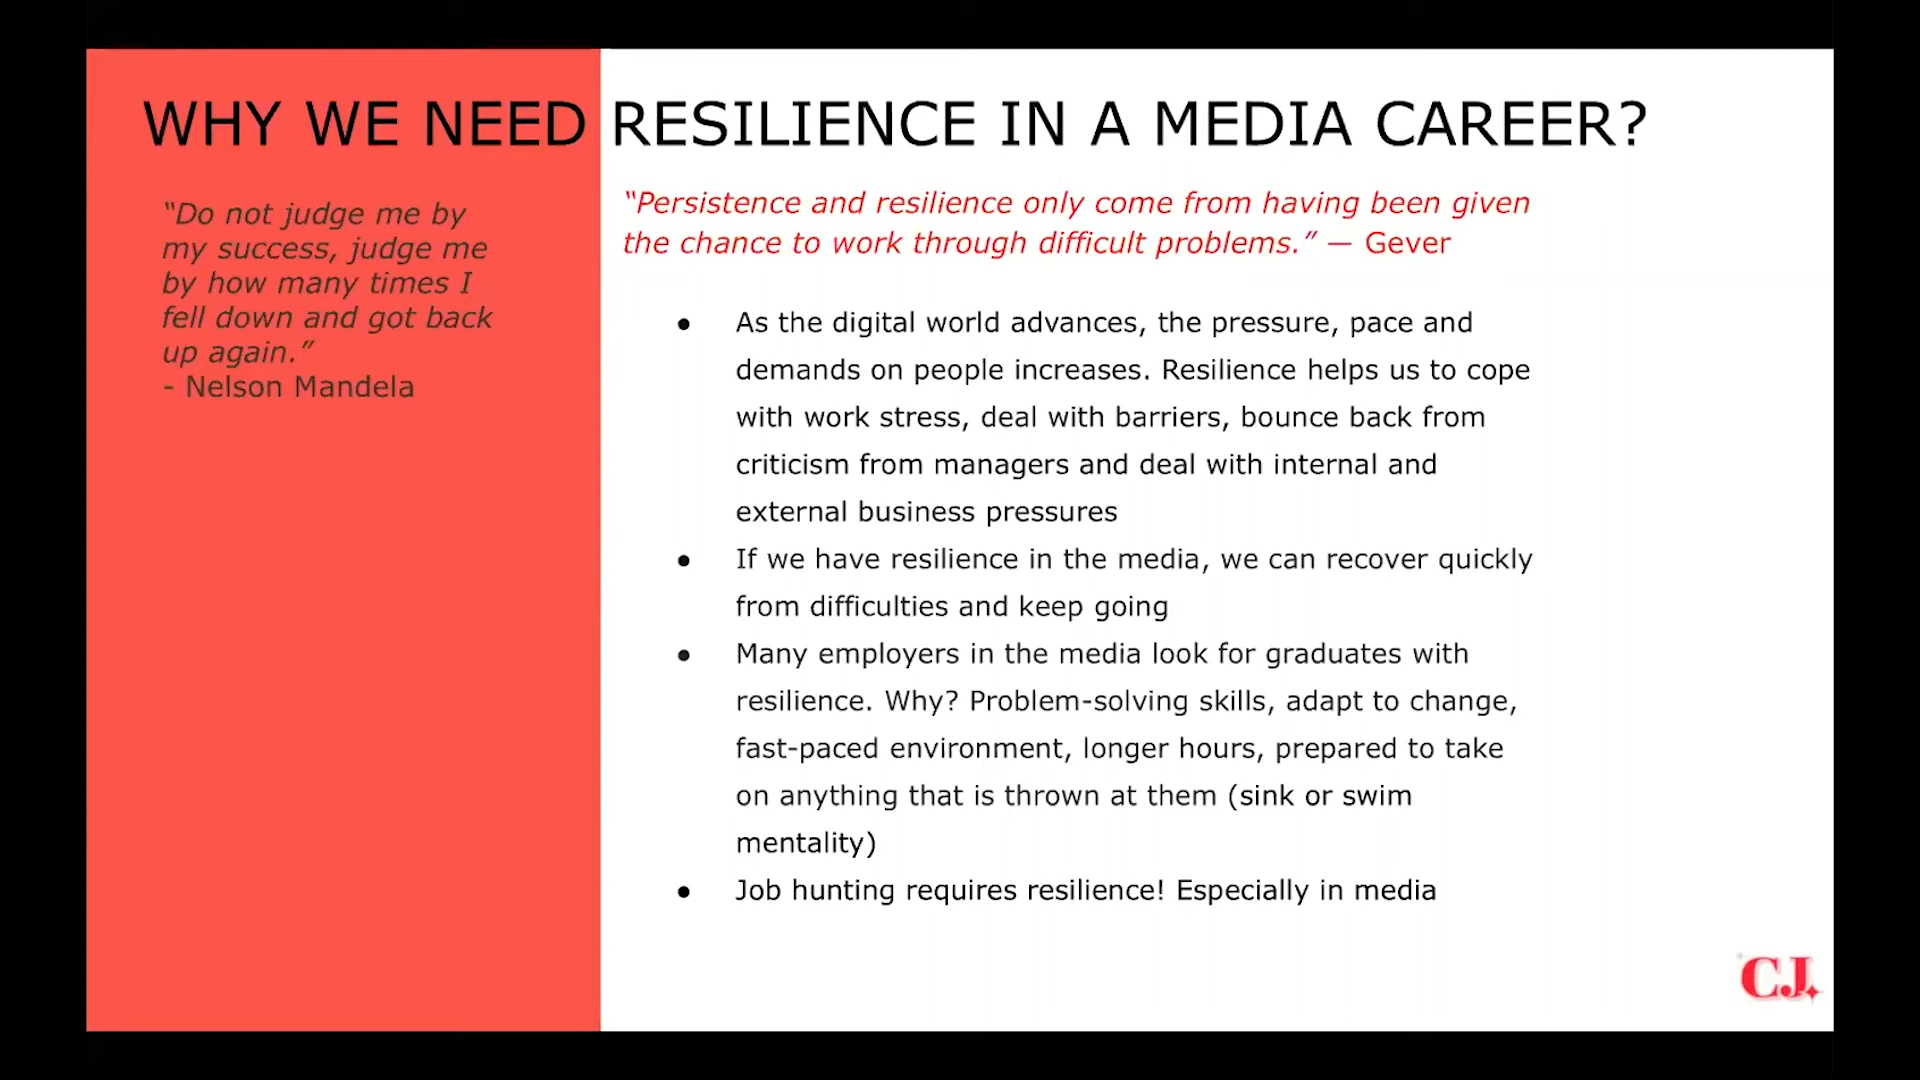 WHY WE NEED RESILIENCE IN A MEDIA CAREER?
“Do not judge me by
my success, judge me
by how many times I
fell down and got back
up again.”
- Nelson Mandela
“Persistence and resilience only come from having been given
the chance to work through difficult problems.” — Gever
● As the digital world advances, the pressure, pace and
demands on people increases. Resilience helps us to cope
with work stress, deal with barriers, bounce back from
criticism from managers and deal with internal and
external business pressures
● If we have resilience in the media, we can recover quickly
from difficulties and keep going
● Many employers in the media look for graduates with
resilience. Why? Problem-solving skills, adapt to change,
fast-paced environment, longer hours, prepared to take
on anything that is thrown at them (sink or swim
mentality)
● Job hunting requires resilience! Especially in media
CJ.